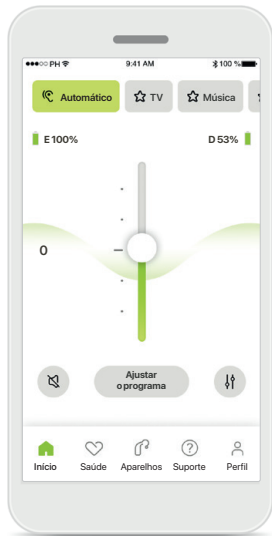 PH 9:41 AM 100 %
Automático TV Música
E 100% D 53%
0
Ajustar
o programa
Início Saúde Aparelhos Suporte Perfil